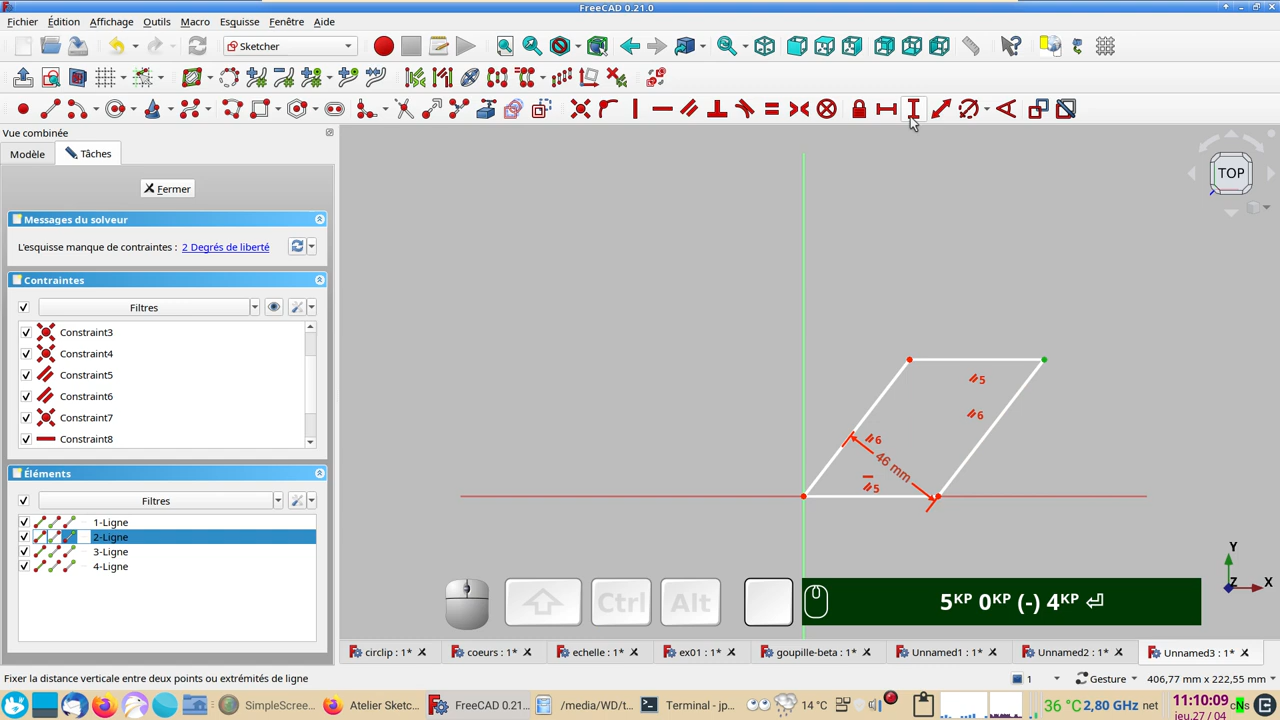 FreeCAD 0.21.0
Fichier Édition Affichage Outils Macro Esquisse Fenêtre Aide
Sketcher
Vue combinée
Modèle Tâches
Fermer
Messages du solveur
L'esquisse manque de contraintes : 2 Degrés de liberté
Contraintes
Filtres
Constraint3
Constraint4
Constraint5
Constraint6
Constraint7
Constraint8
Éléments
Filtres
1-Ligne
2-Ligne
3-Ligne
4-Ligne
TOP
5
6
6
46 mm
5
Y
Z X
Ctrl Alt
5KP 0KP (-) 4KP ⏎
circlip : 1* coeurs : 1* echelle : 1* ex01 : 1* goupille-beta : 1* Unnamed1 : 1* Unnamed2 : 1* Unnamed3 : 1*
Fixer la distance verticale entre deux points ou extrémités de ligne
1 Gesture 406,77 mm x 222,55 mm
SimpleScree... Atelier Sketc... FreeCAD 0.21... /media/WD/t... Terminal - jp... 14 °C 36 °C 2,80 GHz net 11:10:09
jeu.27 / 04